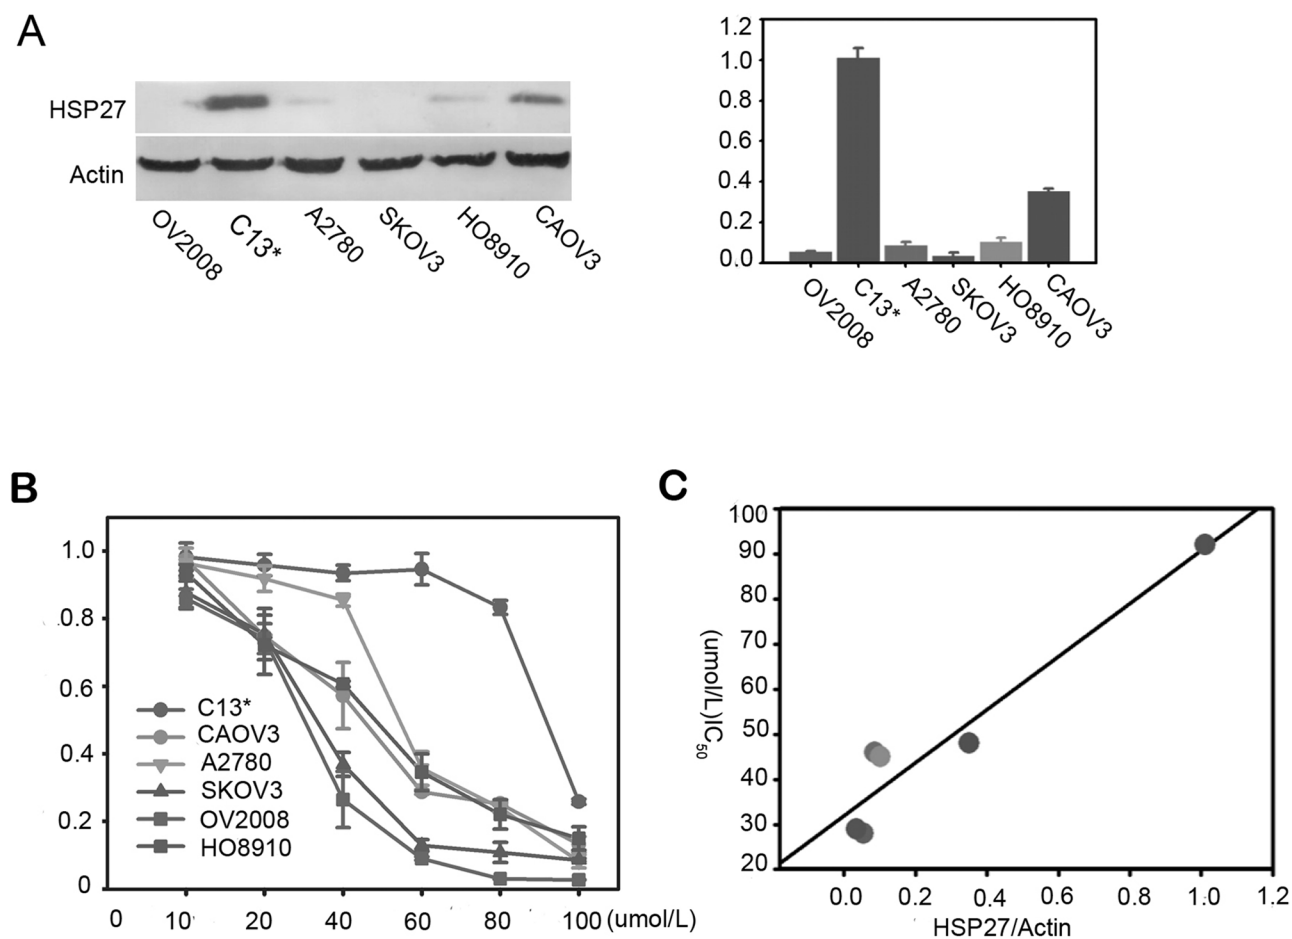 A
HSP27
Actin
OV2008
C13*
A2780
SKOV3
HO8910
CAOV3
1.2
1.0
0.8
0.6
0.4
0.2
0.0
OV2008
C13*
A2780
SKOV3
HO8910
CAOV3
B
1.0
0.8
0.6
0.4
0.2
0
C13*
CAOV3
A2780
SKOV3
OV2008
HO8910
0 10 20 40 60 80 100 (umol/L)
C
100
90
80
70
60
50
40
30
20
(umol/L)IC50
0.0 0.2 0.4 0.6 0.8 1.0 1.2
HSP27/Actin